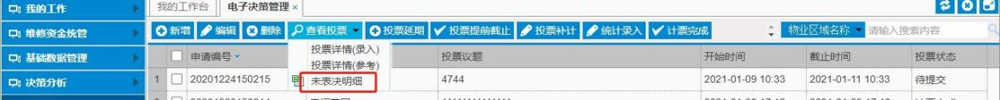 我的工作
维修资金统管
基础数据管理
决策分析
我的工作台 电子决策管理 ×
新增 编辑 删除 查看投票 投票延期 投票提前截止 投票补计 统计录入 计票完成 物业区域名称 请输入搜索内容
投票详情(录入)
投票详情(参考)
未表决明细
申请编号 投票议题 开始时间 截止时间 投票状态
1 20201224150215 4744 2021-01-09 10:33 2021-01-11 10:33 待提交